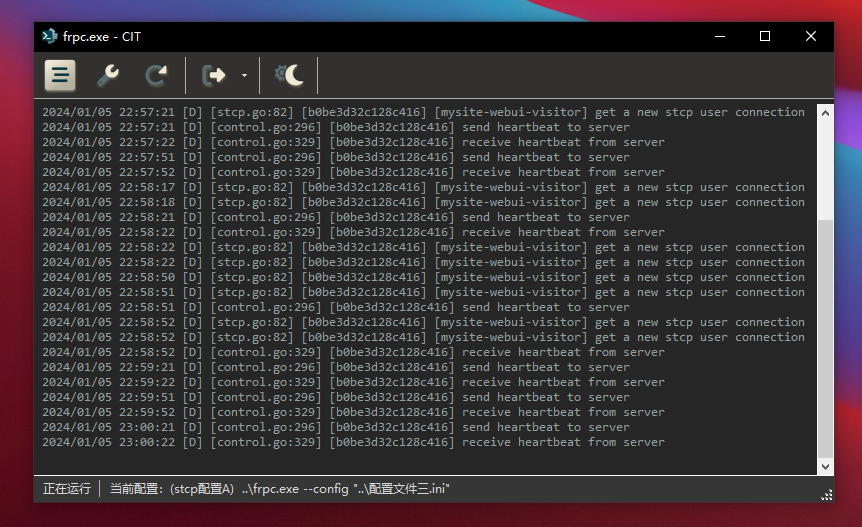 frpc.exe - CIT
2024/01/05 22:57:21 [D] [stcp.go:82] [b0be3d32c128c416] [mysite-webui-visitor] get a new stcp user connection
2024/01/05 22:57:21 [D] [control.go:296] [b0be3d32c128c416] send heartbeat to server
2024/01/05 22:57:22 [D] [control.go:329] [b0be3d32c128c416] receive heartbeat from server
2024/01/05 22:57:51 [D] [control.go:296] [b0be3d32c128c416] send heartbeat to server
2024/01/05 22:57:52 [D] [control.go:329] [b0be3d32c128c416] receive heartbeat from server
2024/01/05 22:58:17 [D] [stcp.go:82] [b0be3d32c128c416] [mysite-webui-visitor] get a new stcp user connection
2024/01/05 22:58:18 [D] [stcp.go:82] [b0be3d32c128c416] [mysite-webui-visitor] get a new stcp user connection
2024/01/05 22:58:21 [D] [control.go:296] [b0be3d32c128c416] send heartbeat to server
2024/01/05 22:58:22 [D] [control.go:329] [b0be3d32c128c416] receive heartbeat from server
2024/01/05 22:58:22 [D] [stcp.go:82] [b0be3d32c128c416] [mysite-webui-visitor] get a new stcp user connection
2024/01/05 22:58:22 [D] [stcp.go:82] [b0be3d32c128c416] [mysite-webui-visitor] get a new stcp user connection
2024/01/05 22:58:50 [D] [stcp.go:82] [b0be3d32c128c416] [mysite-webui-visitor] get a new stcp user connection
2024/01/05 22:58:51 [D] [stcp.go:82] [b0be3d32c128c416] [mysite-webui-visitor] get a new stcp user connection
2024/01/05 22:58:51 [D] [control.go:296] [b0be3d32c128c416] send heartbeat to server
2024/01/05 22:58:52 [D] [stcp.go:82] [b0be3d32c128c416] [mysite-webui-visitor] get a new stcp user connection
2024/01/05 22:58:52 [D] [stcp.go:82] [b0be3d32c128c416] [mysite-webui-visitor] get a new stcp user connection
2024/01/05 22:58:52 [D] [control.go:329] [b0be3d32c128c416] receive heartbeat from server
2024/01/05 22:59:21 [D] [control.go:296] [b0be3d32c128c416] send heartbeat to server
2024/01/05 22:59:22 [D] [control.go:329] [b0be3d32c128c416] receive heartbeat from server
2024/01/05 22:59:51 [D] [control.go:296] [b0be3d32c128c416] send heartbeat to server
2024/01/05 22:59:52 [D] [control.go:329] [b0be3d32c128c416] receive heartbeat from server
2024/01/05 23:00:21 [D] [control.go:296] [b0be3d32c128c416] send heartbeat to server
2024/01/05 23:00:22 [D] [control.go:329] [b0be3d32c128c416] receive heartbeat from server
正在运行 当前配置：(stcp配置A) ..\frpc.exe --config "..\配置文件三.ini"